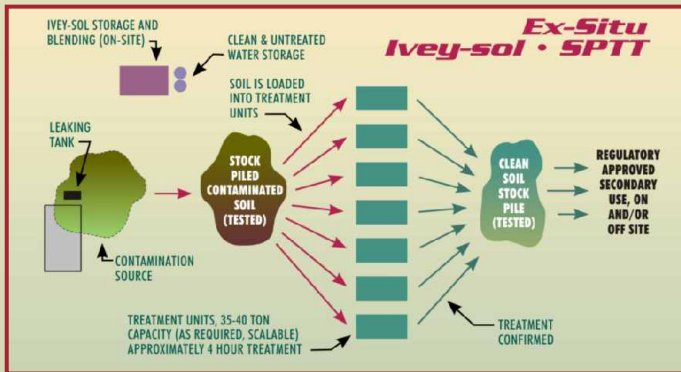 Ex-Situ
Ivey-sol • SPTT
IVEY-SOL STORAGE AND
BLENDING (ON-SITE)
CLEAN & UNTREATED
WATER STORAGE
SOIL IS LOADED
INTO TREATMENT
UNITS
LEAKING
TANK
STOCK
PILED
CONTAMINATED
SOIL
(TESTED)
CLEAN
SOIL
STOCK
PILE
(TESTED)
REGULATORY
APPROVED
SECONDARY
USE, ON
AND/OR
OFF SITE
CONTAMINATION
SOURCE
TREATMENT UNITS, 35-40 TON
CAPACITY (AS REQUIRED, SCALABLE)
APPROXIMATELY 4 HOUR TREATMENT
TREATMENT
CONFIRMED